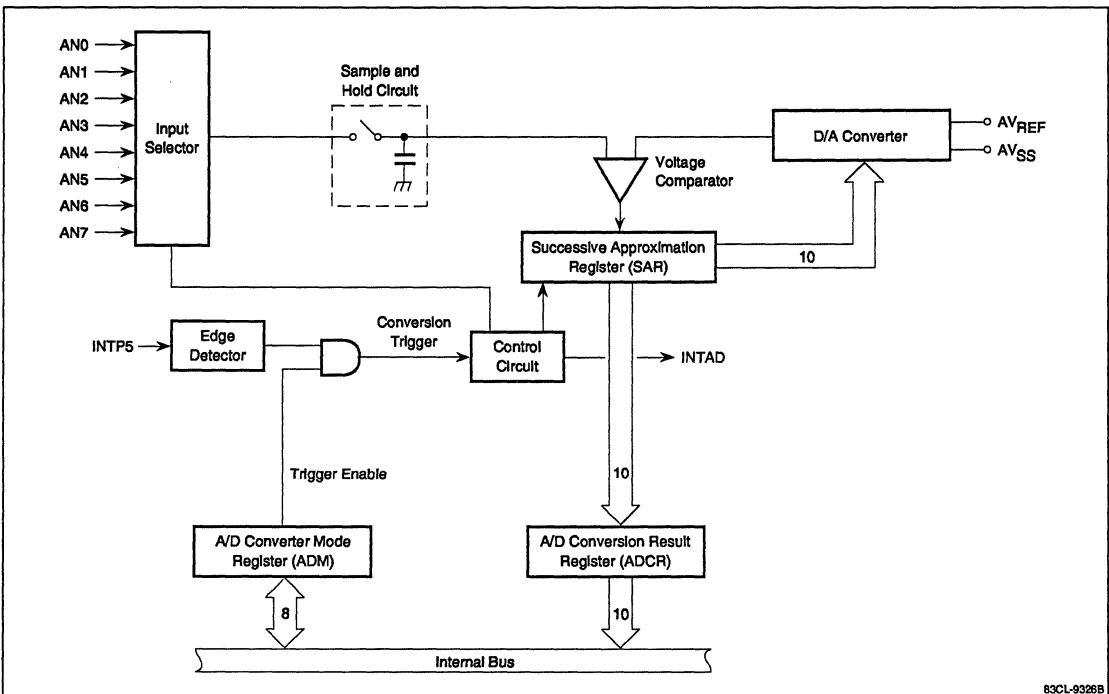 AN0
AN1
AN2
AN3
AN4
AN5
AN6
AN7
Input
Selector
Sample and
Hold Circuit
Voltage
Comparator
D/A Converter
AVREF
AVSS
Successive Approximation
Register (SAR)
10
INTP5
Edge
Detector
Conversion
Trigger
Control
Circuit
INTAD
Trigger Enable
10
A/D Converter Mode
Register (ADM)
A/D Conversion Result
Register (ADCR)
8
10
Internal Bus
83CL-9326B